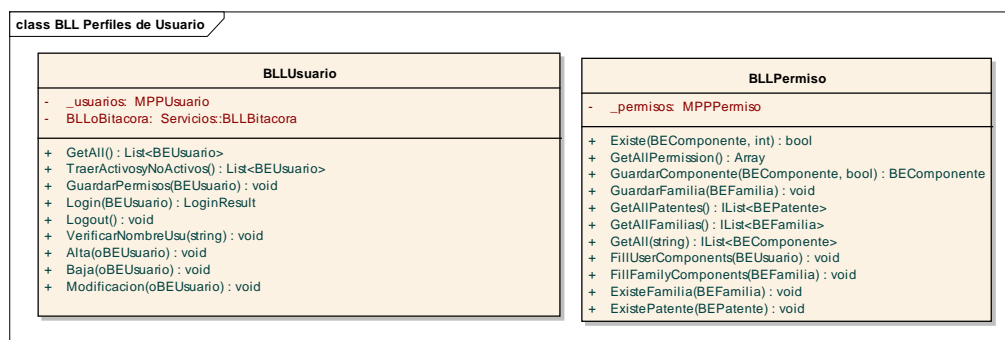 class BLL Perfiles de Usuario
BLLUsuario
- _usuarios: MPPUsuario
- BLLoBitacora: Servicios::BLLBitacora
+ GetAll() : List<BEUsuario>
+ TraerActivosyNoActivos() : List<BEUsuario>
+ GuardarPermisos(BEUsuario) : void
+ Login(BEUsuario) : LoginResult
+ Logout() : void
+ VerificarNombreUsu(string) : void
+ Alta(oBEUsuario) : void
+ Baja(oBEUsuario) : void
+ Modificacion(oBEUsuario) : void
BLLPermiso
- _permisos: MPPPermiso
+ Existe(BEComponente, int) : bool
+ GetAllPermission() : Array
+ GuardarComponente(BEComponente, bool) : BEComponente
+ GuardarFamilia(BEFamilia) : void
+ GetAllPatentes() : IList<BEPatente>
+ GetAllFamilias() : IList<BEFamilia>
+ GetAll(string) : IList<BEComponente>
+ FillUserComponents(BEUsuario) : void
+ FillFamilyComponents(BEFamilia) : void
+ ExisteFamilia(BEFamilia) : void
+ ExistePatente(BEPatente) : void